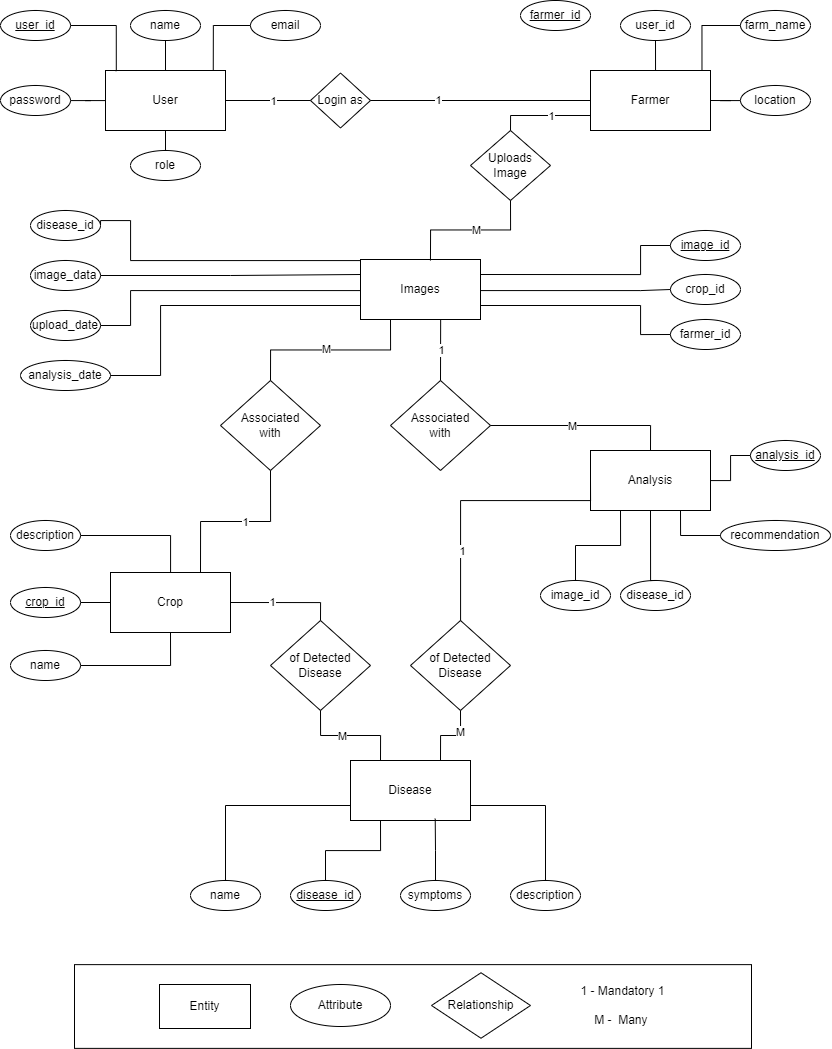 farmer_id
user_id
name
email
user_id
farm_name
password
User
1
Login as
1
Farmer
location
1
role
Uploads
Image
M
disease_id
image_id
image_data
Images
crop_id
upload_date
farmer_id
analysis_date
M
1
Associated
with
Associated
with
M
analysis_id
Analysis
1
description
recommendation
1
crop_id
Crop
1
image_id
disease_id
name
of Detected
Disease
of Detected
Disease
M
M
Disease
name
disease_id
symptoms
description
Entity
Attribute
Relationship
1 - Mandatory 1
M -  Many